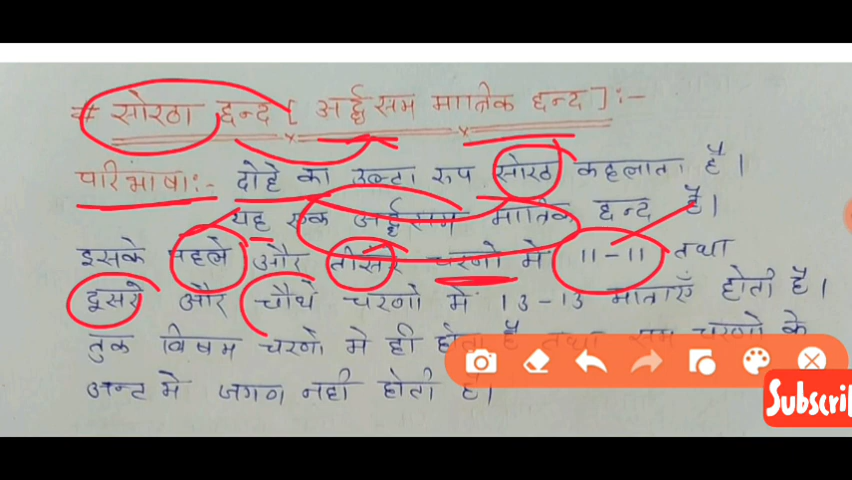 # सोरठा छन्द [ अर्द्धसम मात्रिक छन्द ] :-
परिभाषा:- दोहे का उल्टा रुप सोरठा कहलाता है।
यह एक अर्द्धसम मात्रिक छन्द है।
इसके पहले और तीसरे चरणो मे 11-11 तथा
दूसरे और चौथे चरणो मे 13-13 मात्राएँ होती है।
तुक विषम चरणो मे ही होता है तथा सम चरणो के
अन्त मे जगण नही होती है।
Subscri